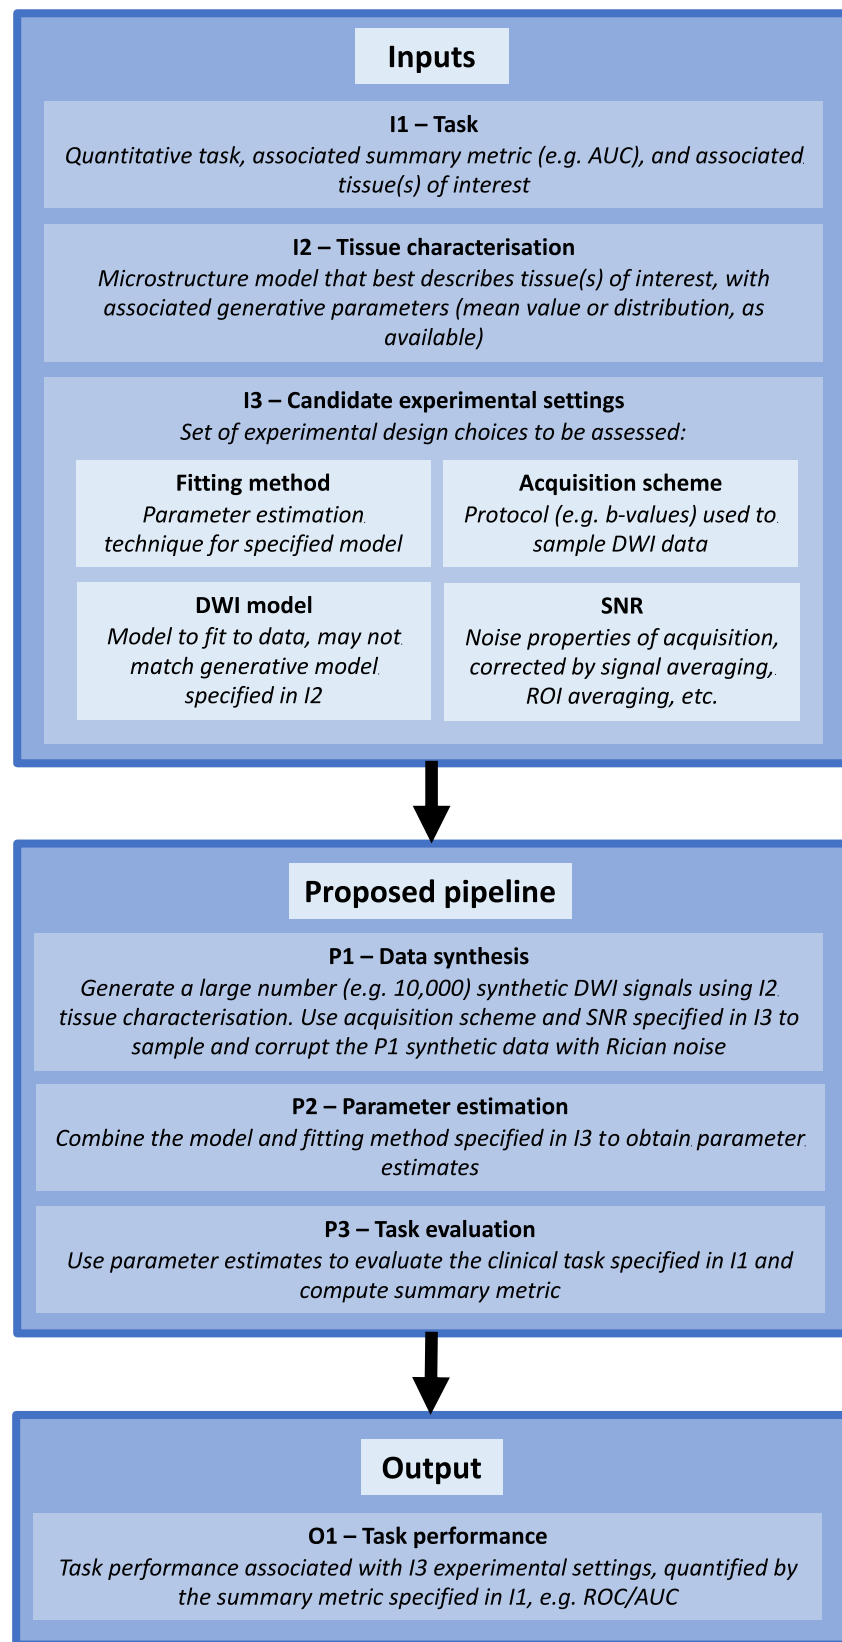 Inputs
I1 – Task
Quantitative task, associated summary metric (e.g. AUC), and associated
tissue(s) of interest
I2 – Tissue characterisation
Microstructure model that best describes tissue(s) of interest, with
associated generative parameters (mean value or distribution, as
available)
I3 – Candidate experimental settings
Set of experimental design choices to be assessed:
Fitting method
Parameter estimation
technique for specified model
Acquisition scheme
Protocol (e.g. b-values) used to
sample DWI data
DWI model
Model to fit to data, may not
match generative model
specified in I2
SNR
Noise properties of acquisition,
corrected by signal averaging,
ROI averaging, etc.
Proposed pipeline
P1 – Data synthesis
Generate a large number (e.g. 10,000) synthetic DWI signals using I2
tissue characterisation. Use acquisition scheme and SNR specified in I3 to
sample and corrupt the P1 synthetic data with Rician noise
P2 – Parameter estimation
Combine the model and fitting method specified in I3 to obtain parameter
estimates
P3 – Task evaluation
Use parameter estimates to evaluate the clinical task specified in I1 and
compute summary metric
Output
O1 – Task performance
Task performance associated with I3 experimental settings, quantified by
the summary metric specified in I1, e.g. ROC/AUC